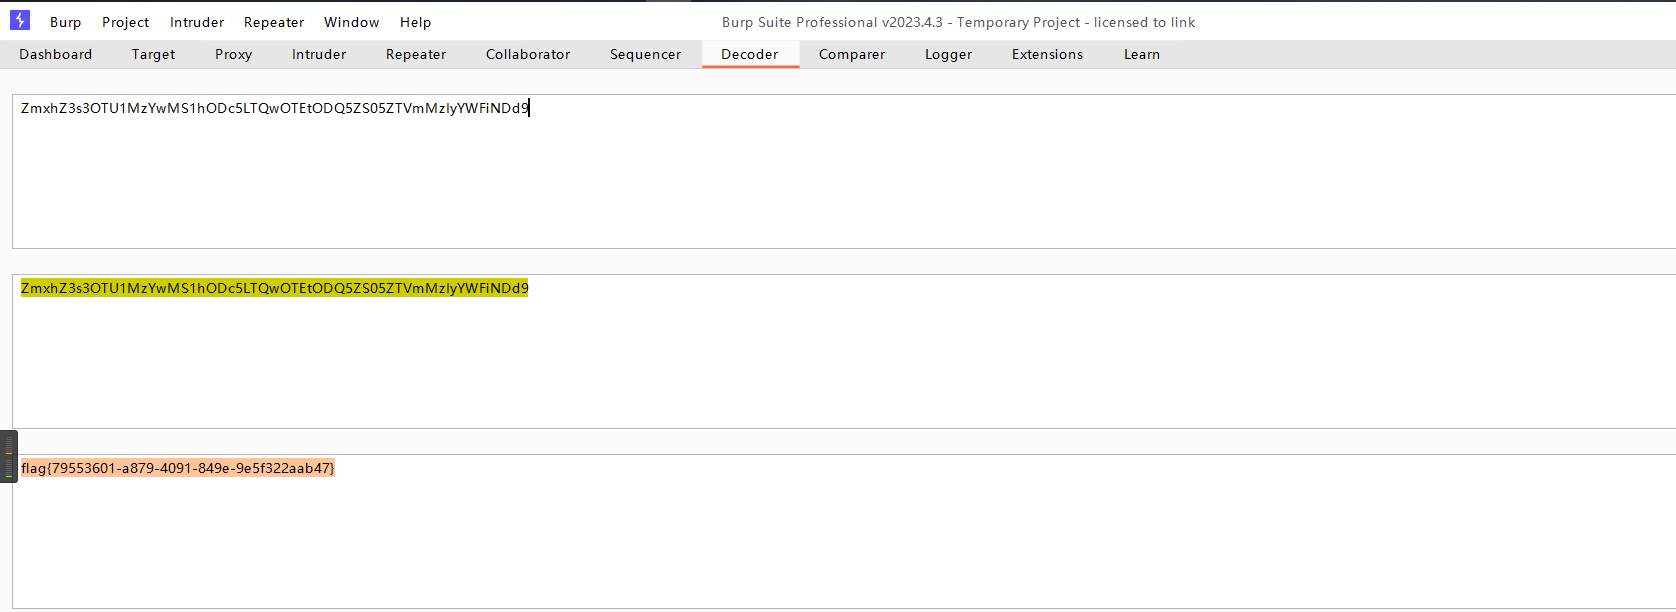 Burp Project Intruder Repeater Window Help Burp Suite Professional v2023.4.3 - Temporary Project - licensed to link
Dashboard Target Proxy Intruder Repeater Collaborator Sequencer Decoder Comparer Logger Extensions Learn
ZmxhZ3s3OTU1MzYwMS1hODc5LTQwOTEtODQ5ZS05ZTVmMzIyYWFiNDd9
ZmxhZ3s3OTU1MzYwMS1hODc5LTQwOTEtODQ5ZS05ZTVmMzIyYWFiNDd9
flag{79553601-a879-4091-849e-9e5f322aab47}